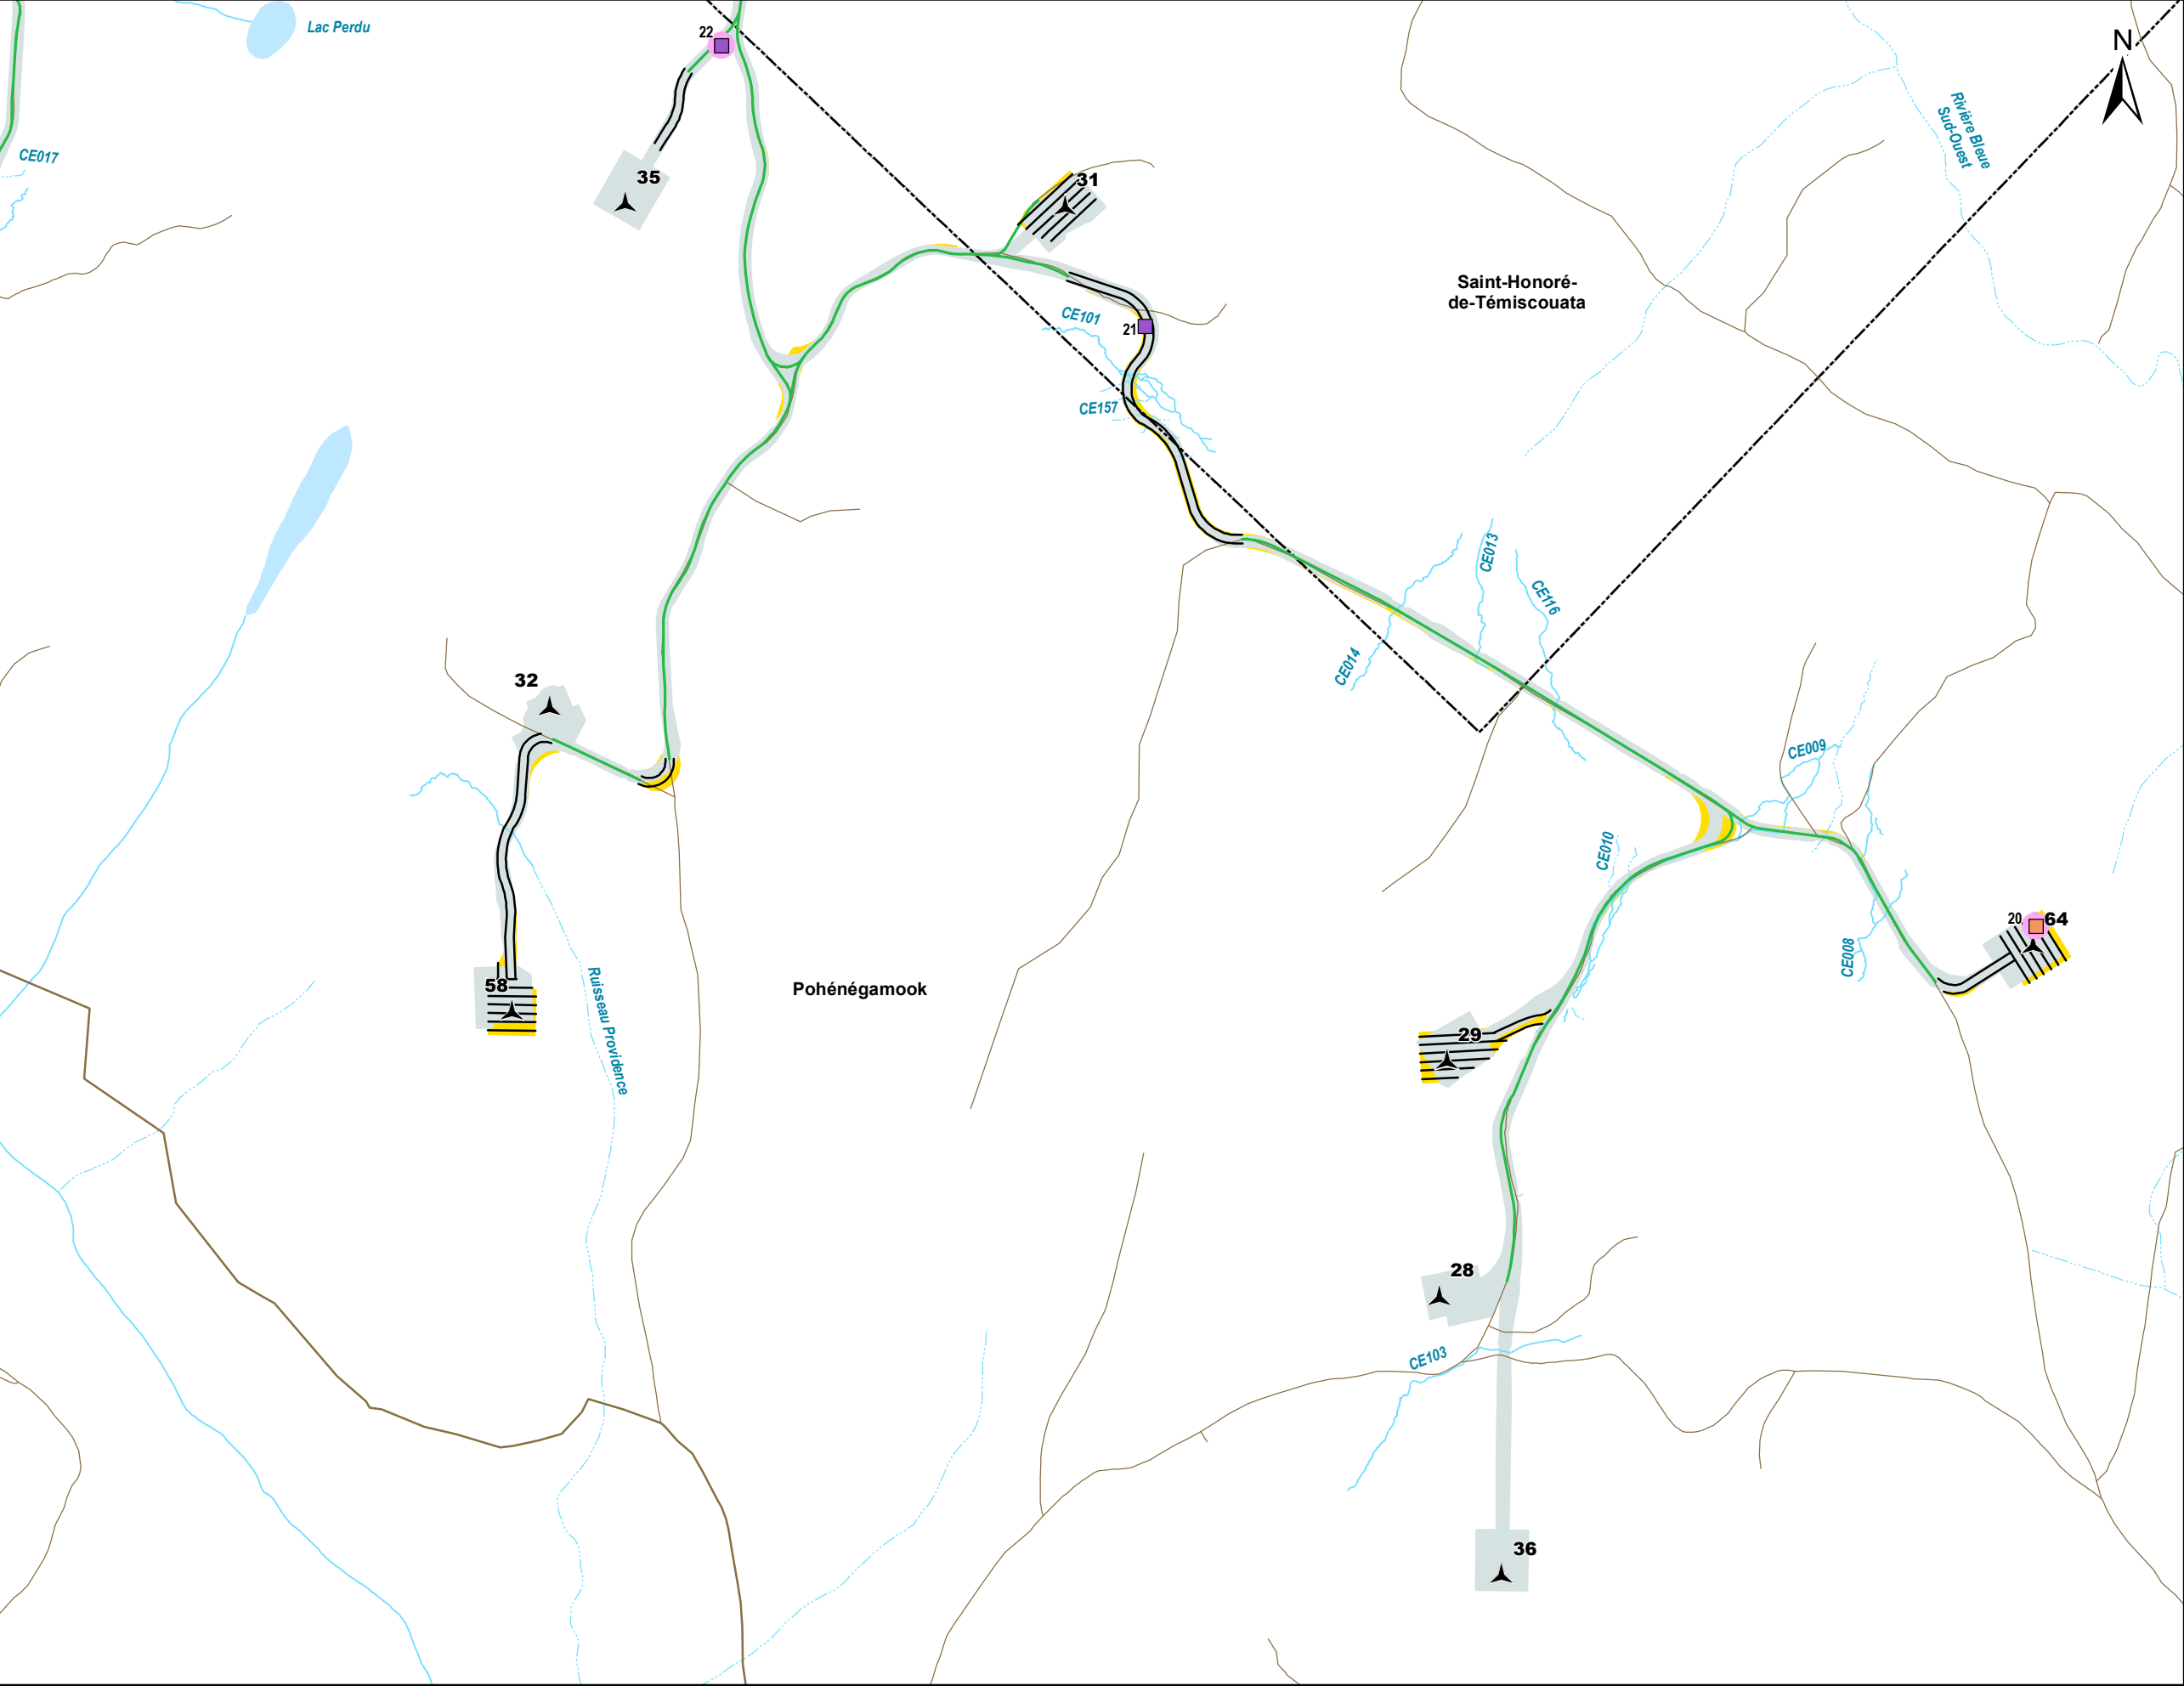 Lac Perdu
22
N
CE017
Rivière Bleue
Sud-Ouest
35
31
Saint-Honoré-
de-Témiscouata
CE101
21
CE157
CE013
CE116
CE014
32
CE009
CE010
20
64
CE008
58
Ruisseau Providence
Pohénégamook
29
28
CE103
36